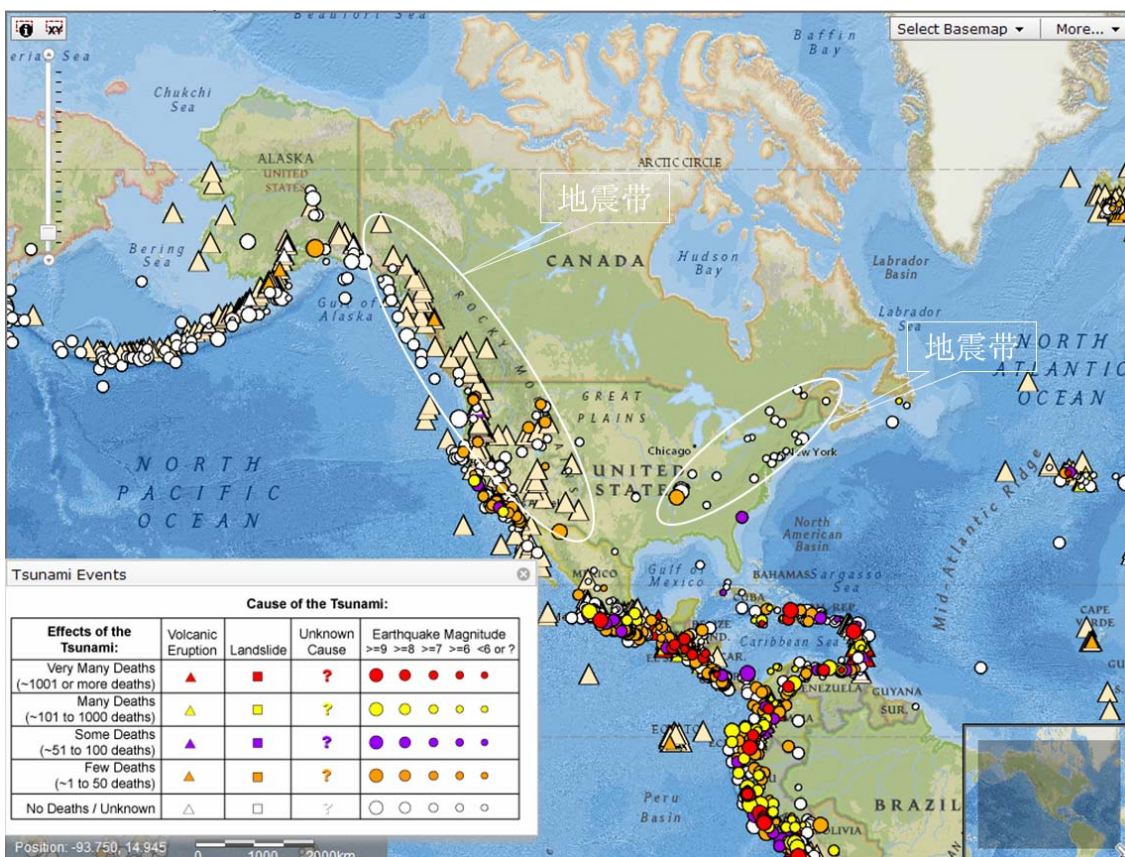 Select Basemap ▾
More... ▾
XY
Beaufort Sea
Baffin
Bay
Chukchi
Sea
ALASKA
UNITED
STATES
ARCTIC CIRCLE
地震带
Bering
Sea
CANADA
Hudson
Bay
Labrador
Basin
Gulf of
Alaska
Labrador
Sea
地震带
NORTH
ATLANTIC
OCEAN
GREAT
PLAINS
Chicago
New York
NORTH
PACIFIC
OCEAN
UNITED
STATES
Mid-Atlantic Ridge
North
American
Basin
Gulf of
Mexico
BAHAMAS
Sargasso
Sea
MEXICO
CUBA
REP.
Caribbean Sea
CAPE
VERDE
GUYANA
SUR.
Peru
Basin
BRAZIL
Tsunami Events
Cause of the Tsunami:
Effects of the
Tsunami:
Volcanic
Eruption
Landslide
Unknown
Cause
Earthquake Magnitude
>=9 >=8 >=7 >=6 <6 or ?
Very Many Deaths
(~1001 or more deaths)
?
Many Deaths
(~101 to 1000 deaths)
?
Some Deaths
(~51 to 100 deaths)
?
Few Deaths
(~1 to 50 deaths)
?
No Deaths / Unknown
?
Position: -93.750, 14.945
0 1000 2000km